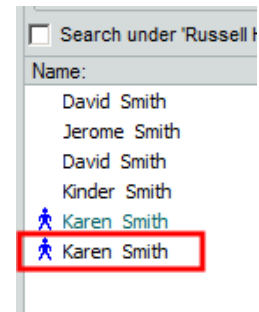 Search under 'Russell H
Name:
David Smith
Jerome Smith
David Smith
Kinder Smith
Karen Smith
Karen Smith